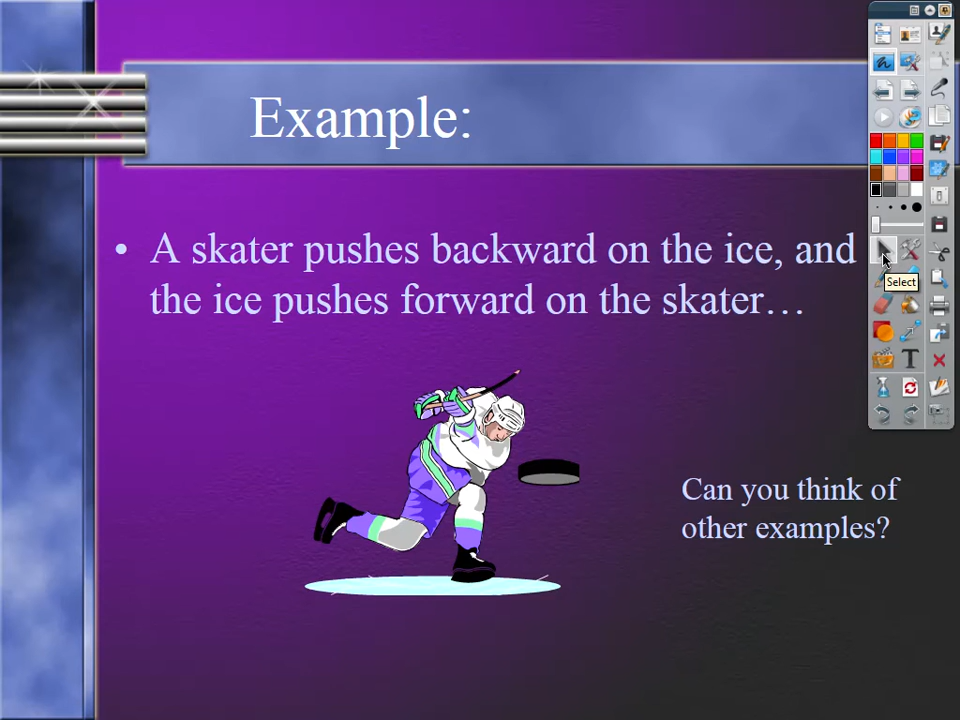 Example:
• A skater pushes backward on the ice, and
the ice pushes forward on the skater…
Select
T
Can you think of
other examples?